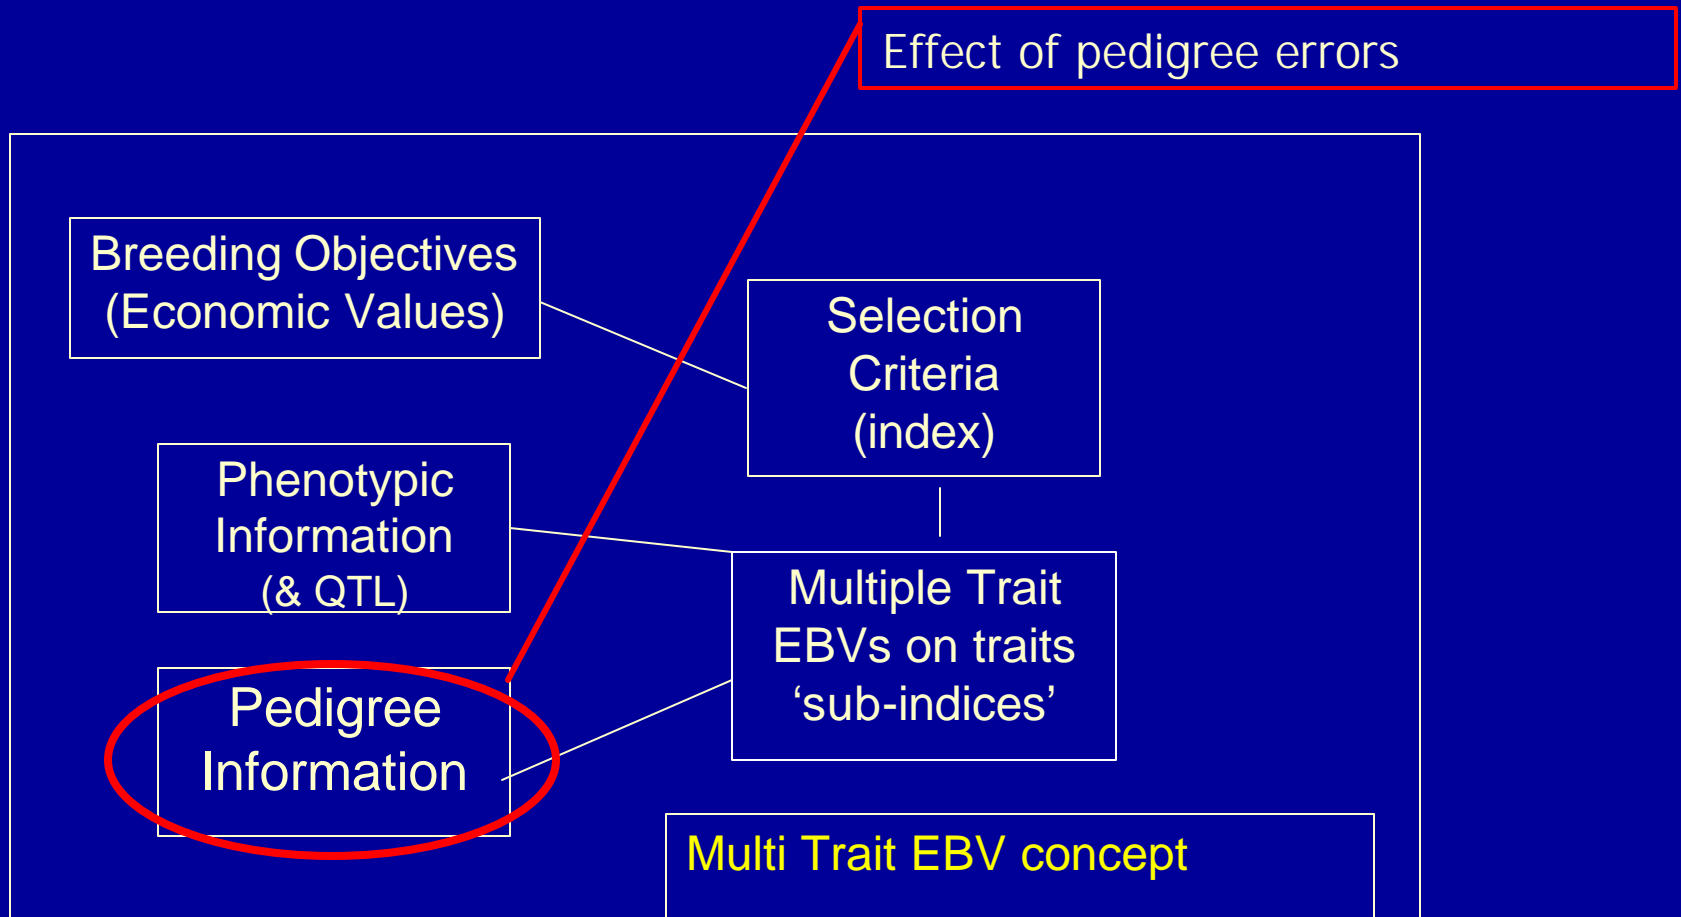 Effect of pedigree errors
Breeding Objectives
(Economic Values)
Selection
Criteria
(index)
Phenotypic
Information
(& QTL)
Multiple Trait
EBVs on traits
‘sub-indices’
Pedigree
Information
Multi Trait EBV concept